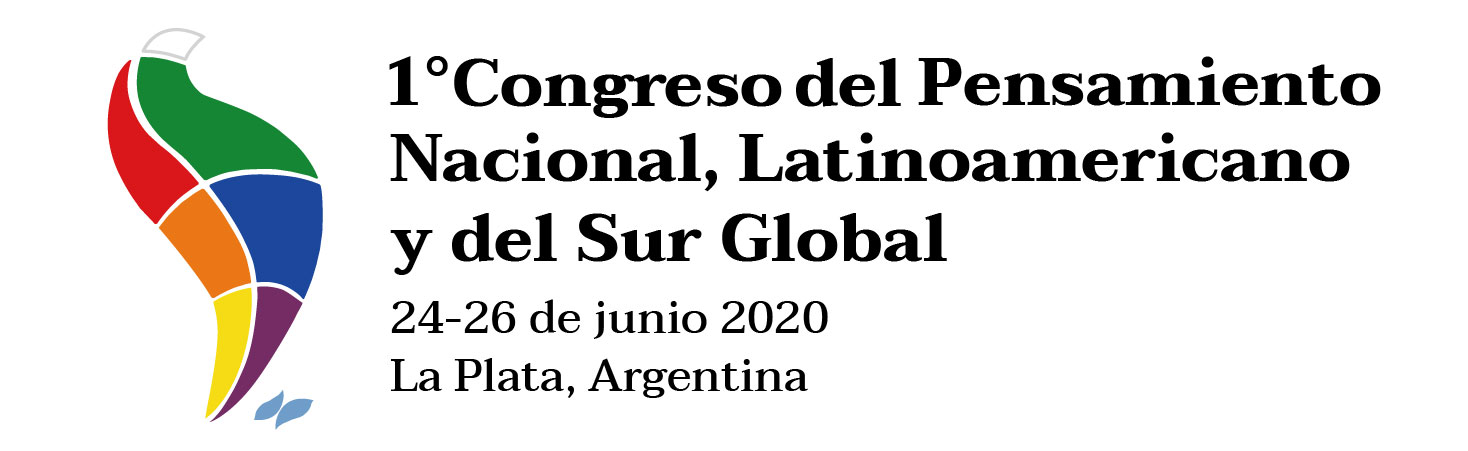 1°Congreso del Pensamiento
Nacional, Latinoamericano
y del Sur Global
24-26 de junio 2020
La Plata, Argentina